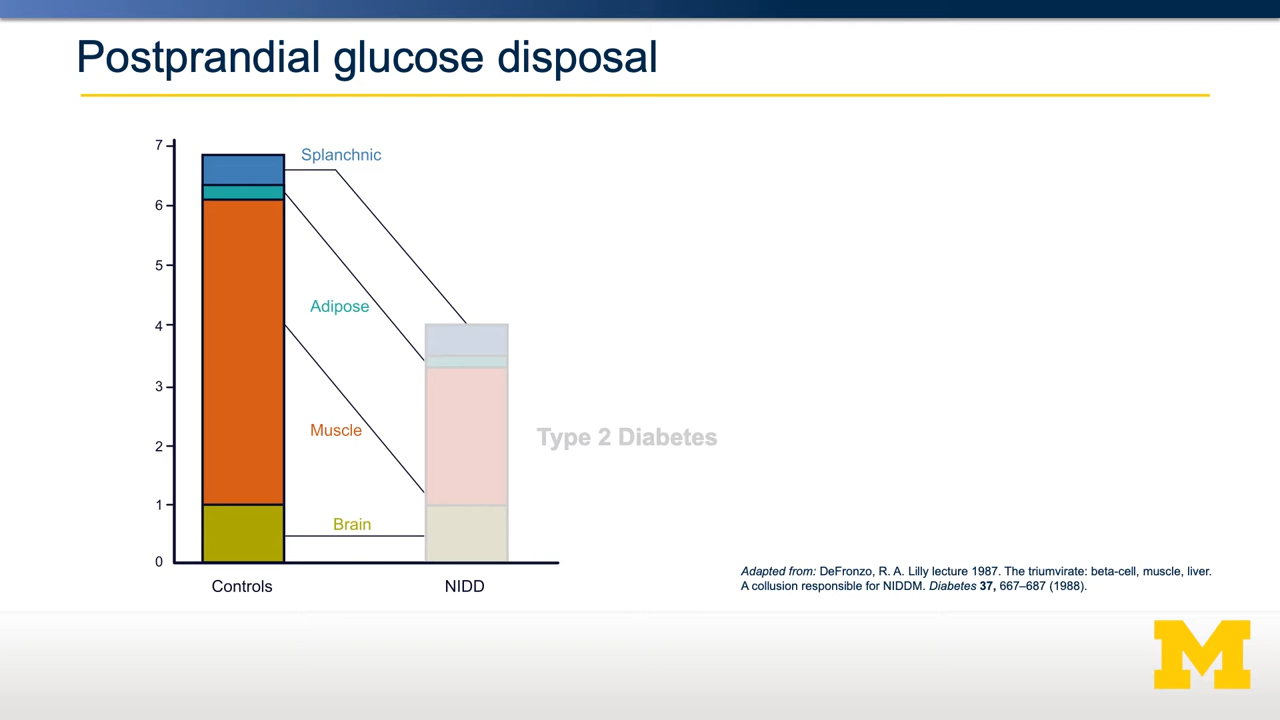 Postprandial glucose disposal
7
6
5
4
3
2
1
0
Splanchnic
Adipose
Muscle
Brain
Type 2 Diabetes
Controls
NIDD
Adapted from: DeFronzo, R. A. Lilly lecture 1987. The triumvirate: beta-cell, muscle, liver.
A collusion responsible for NIDDM. Diabetes 37, 667–687 (1988).
M